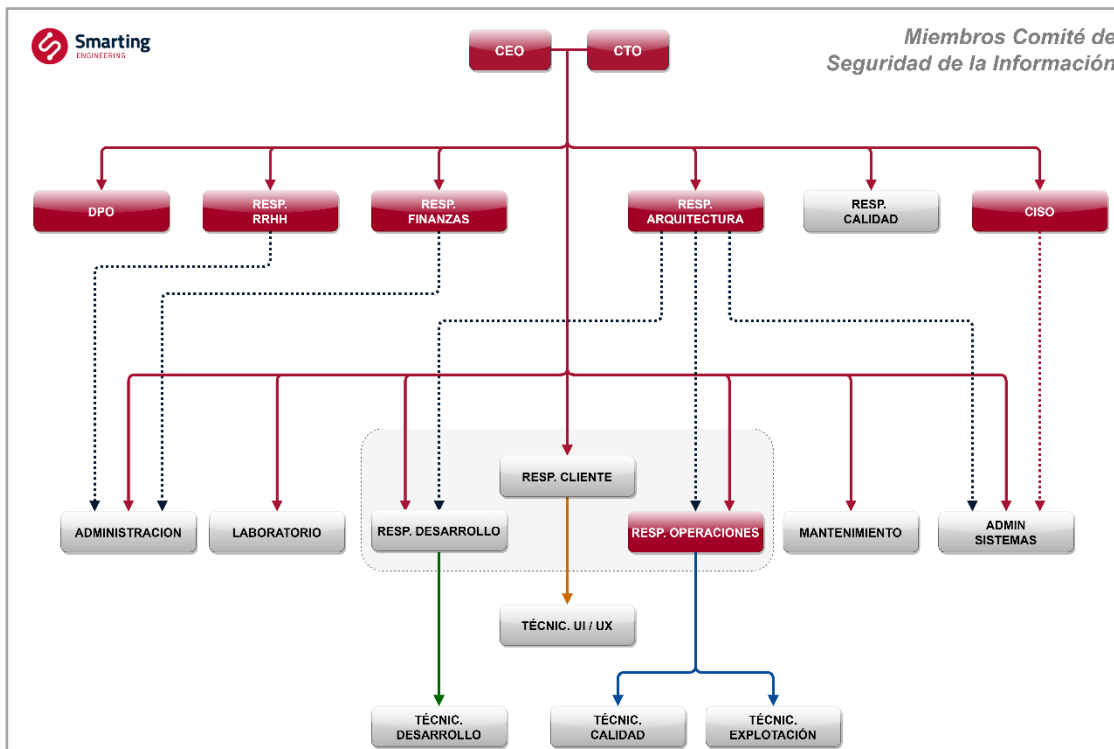 Smarting
ENGINEERING
CEO
CTO
Miembros Comité de
Seguridad de la Información
DPO
RESP.
RRHH
RESP.
FINANZAS
RESP.
ARQUITECTURA
RESP.
CALIDAD
CISO
RESP. CLIENTE
ADMINISTRACION
LABORATORIO
RESP. DESARROLLO
RESP. OPERACIONES
MANTENIMIENTO
ADMIN
SISTEMAS
TÉCNIC. UI / UX
TÉCNIC.
DESARROLLO
TÉCNIC.
CALIDAD
TÉCNIC.
EXPLOTACIÓN